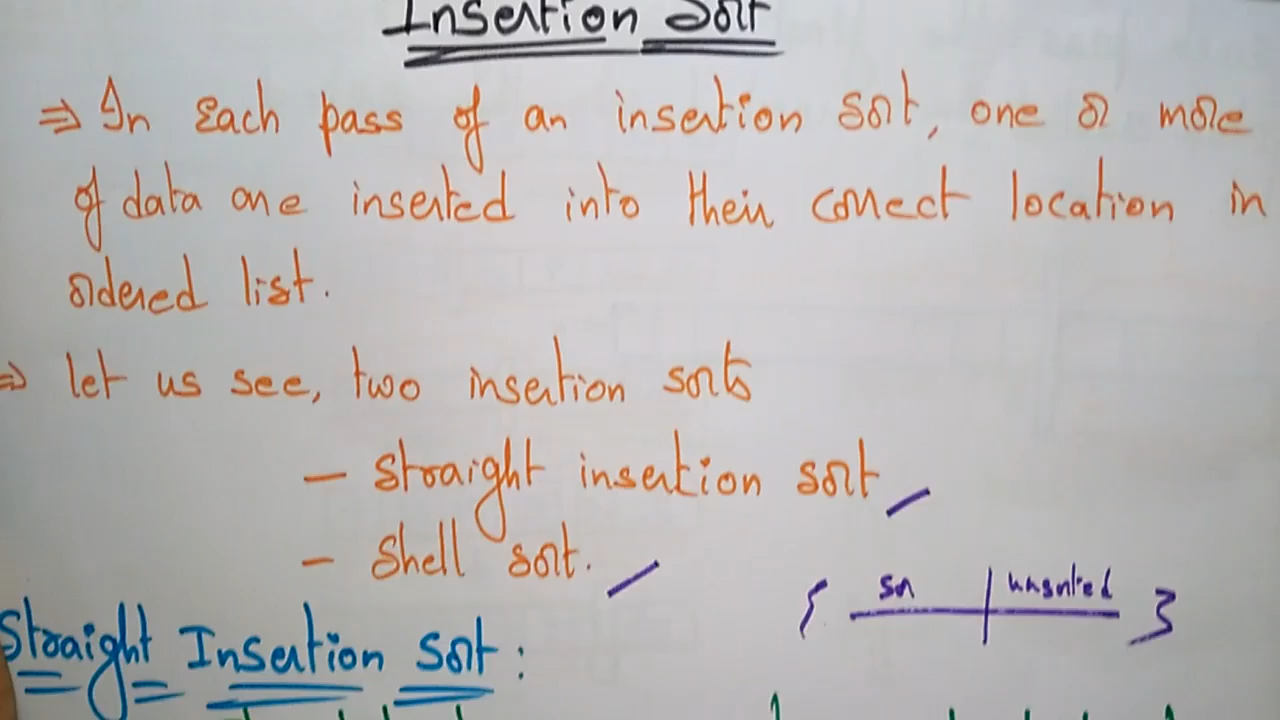 Insertion Sort
⇒ In Each pass of an insertion sort, one or more
of data are inserted into their correct location in
ordered list.
⇒ let us see, two insertion sorts
– Straight insertion sort
– Shell sort.
{ sor | unsorted }
Straight Insertion sort: